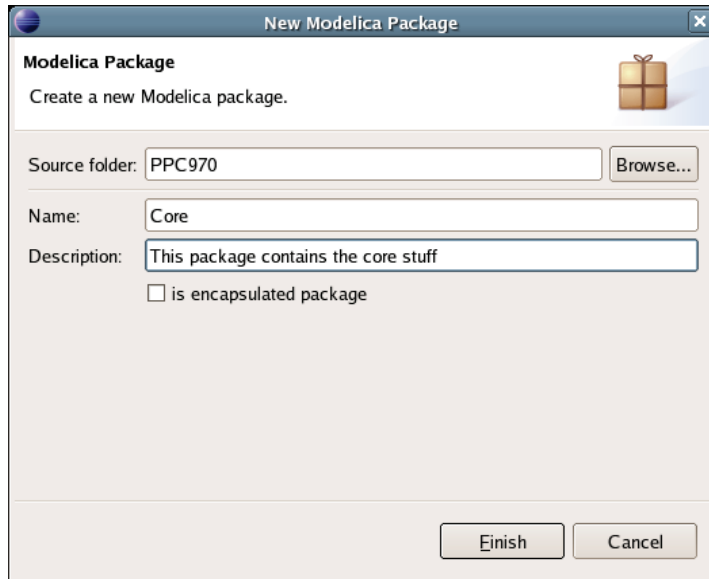 New Modelica Package
Modelica Package
Create a new Modelica package.
Source folder: PPC970 Browse...
Name: Core
Description: This package contains the core stuff
is encapsulated package
Finish Cancel